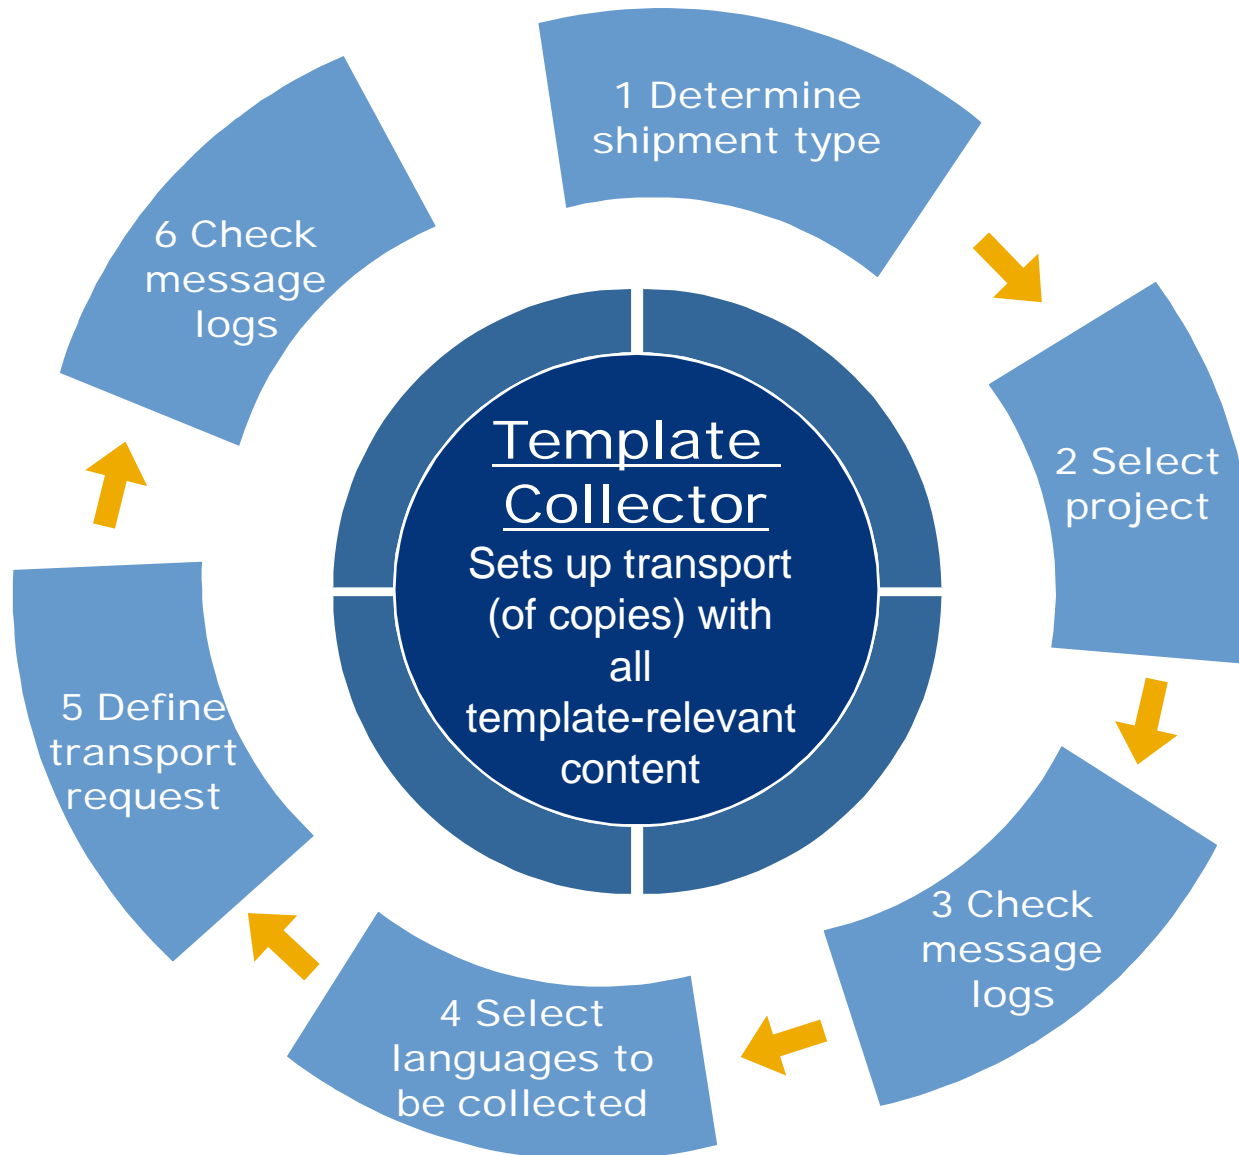 1 Determine
shipment type
2 Select
project
3 Check
message
logs
4 Select
languages to
be collected
5 Define
transport
request
6 Check
message
logs
Template
Collector
Sets up transport
(of copies) with
all
template-relevant
content